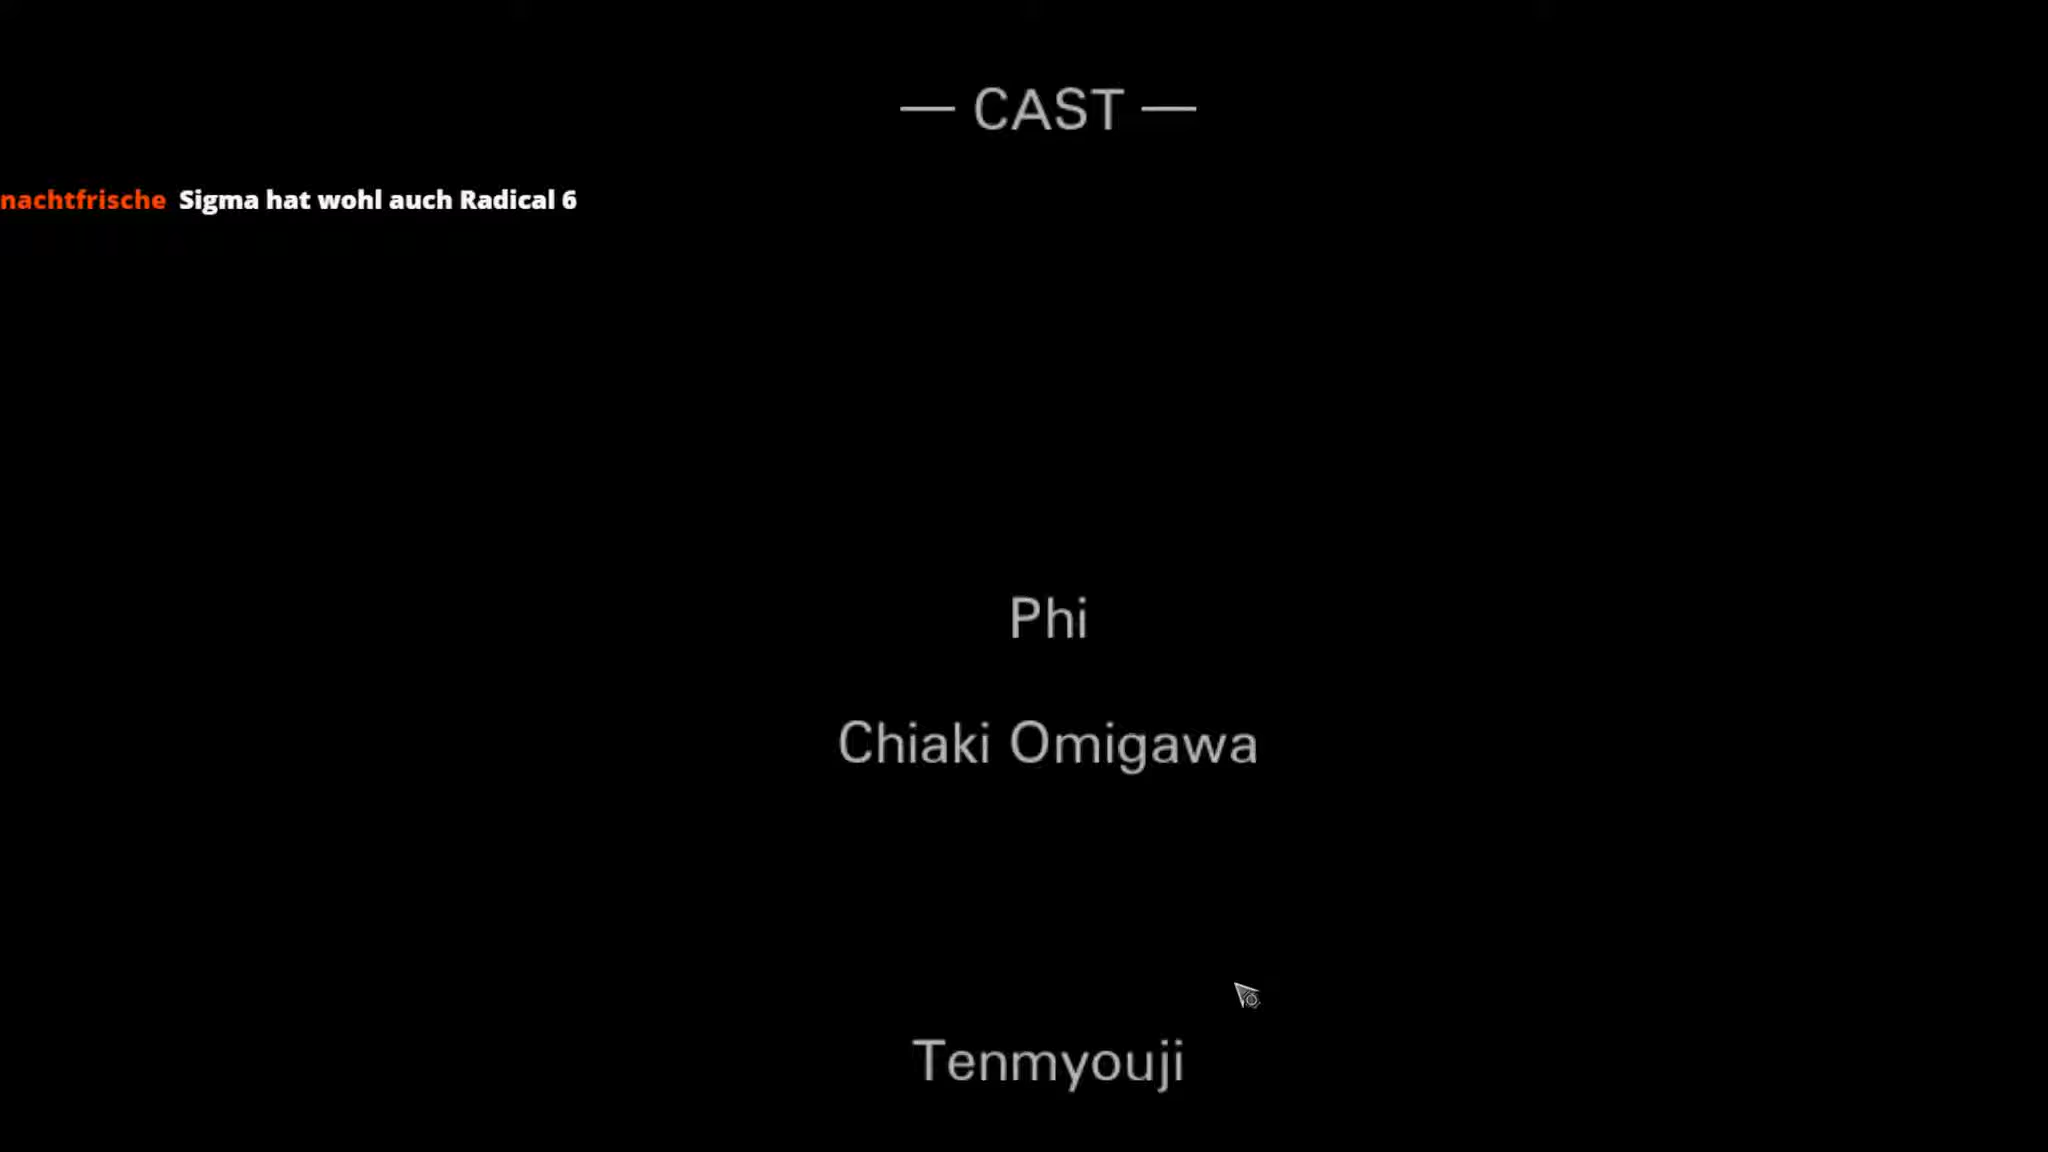 — CAST —
nachtfrische Sigma hat wohl auch Radical 6
Phi
Chiaki Omigawa
Tenmyouji